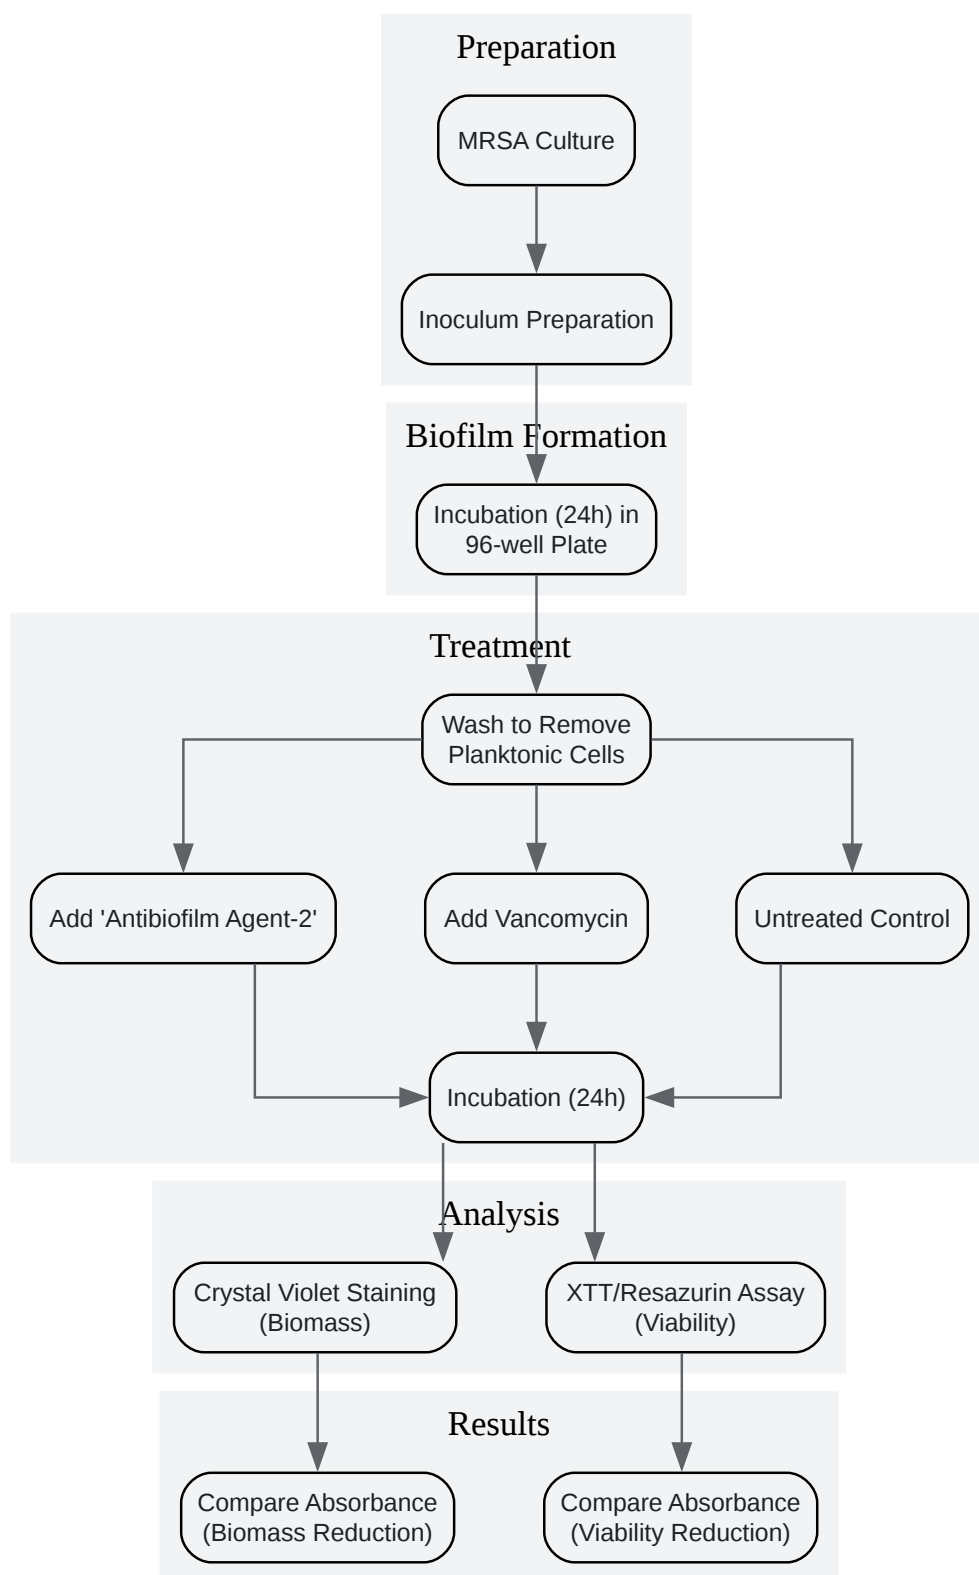 Preparation
MRSA Culture
Inoculum Preparation
Biofilm Formation
Incubation (24h) in
96-well Plate
Treatment
Wash to Remove
Planktonic Cells
Add 'Antibiofilm Agent-2'
Add Vancomycin
Untreated Control
Incubation (24h)
Analysis
Crystal Violet Staining
(Biomass)
XTT/Resazurin Assay
(Viability)
Results
Compare Absorbance
(Biomass Reduction)
Compare Absorbance
(Viability Reduction)